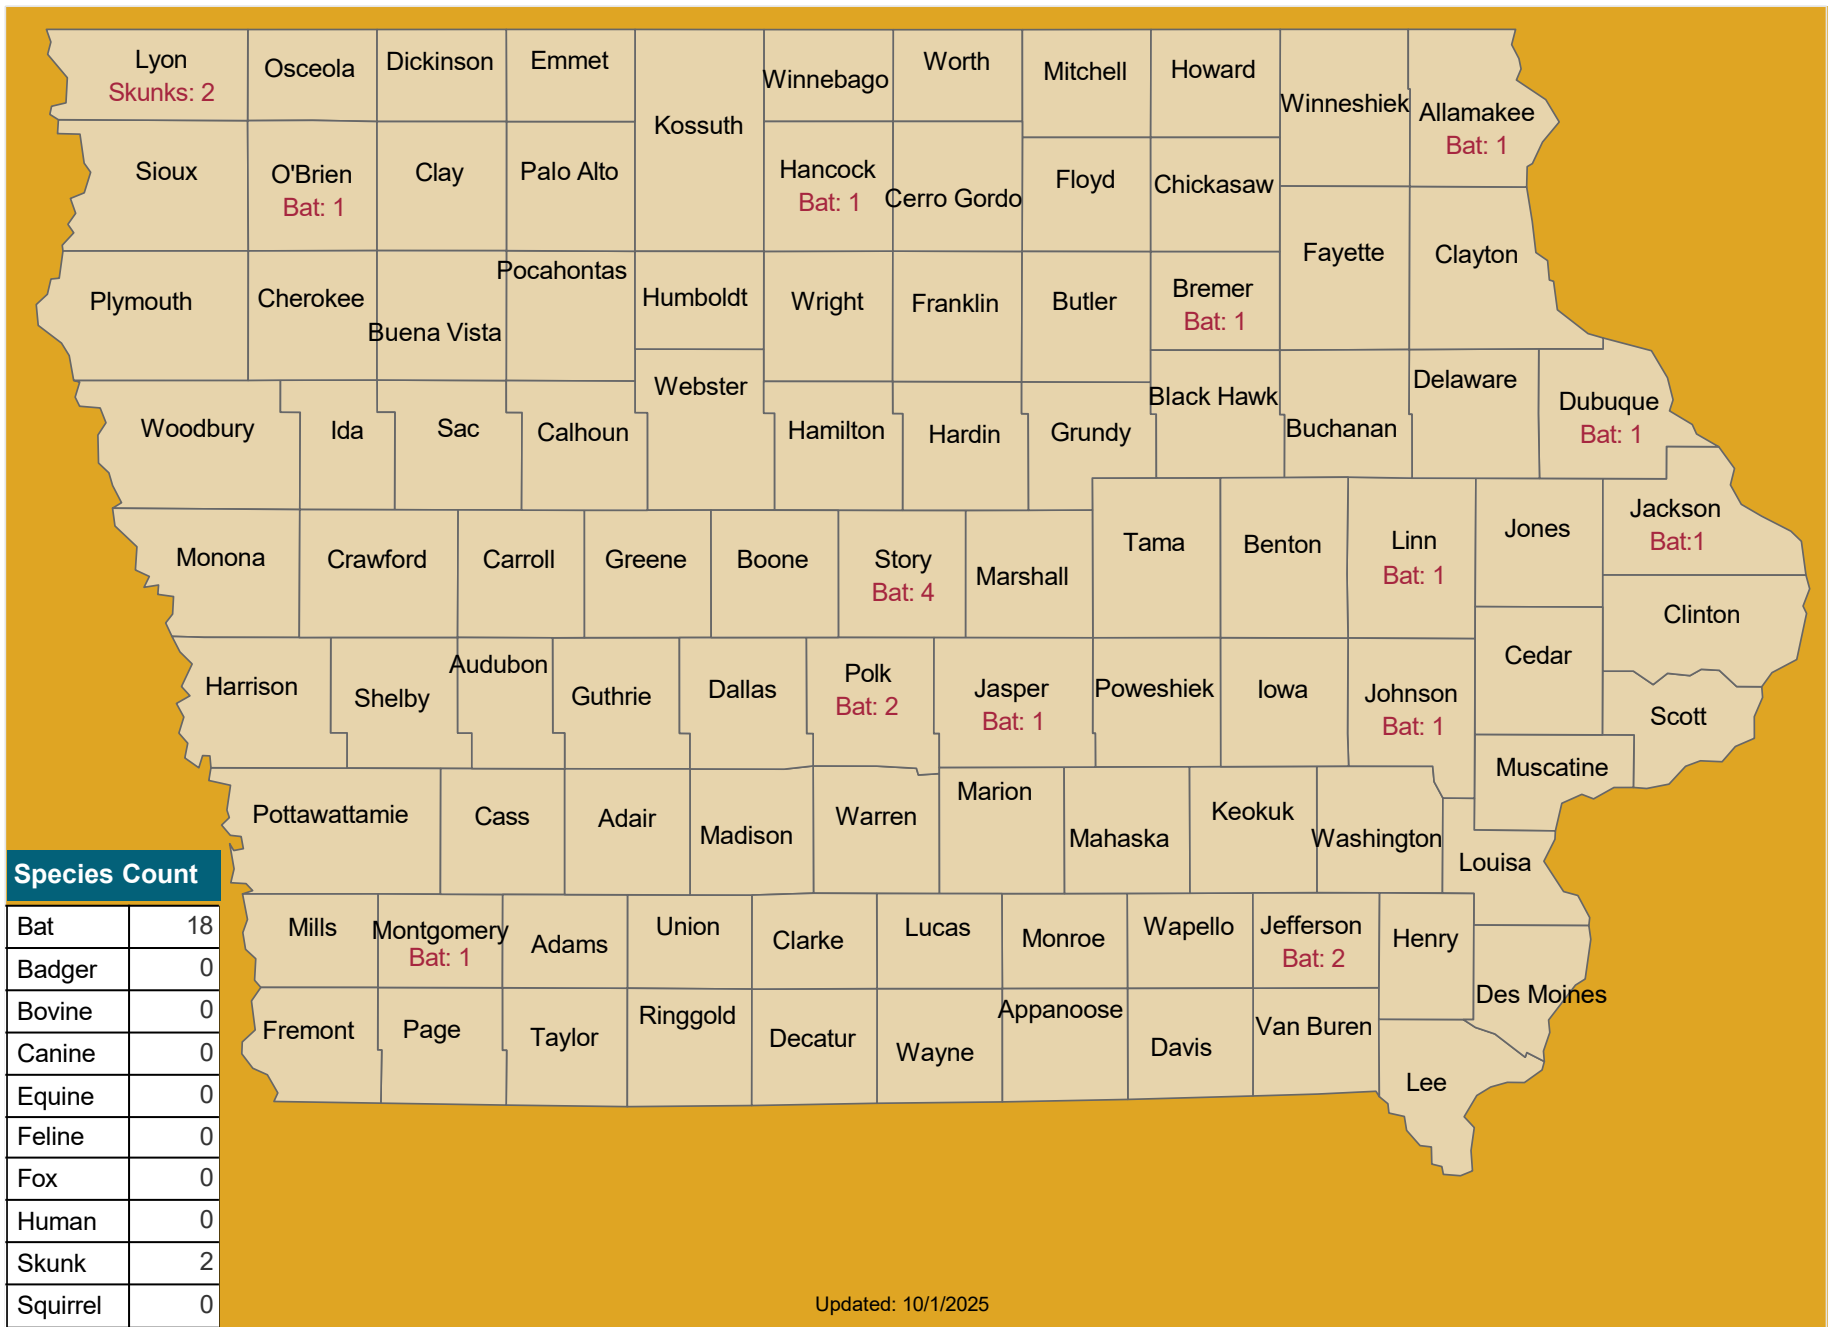 Lyon
Skunks: 2
Osceola
Dickinson
Emmet
Kossuth
Winnebago
Worth
Mitchell
Howard
Winneshiek
Allamakee
Bat: 1
Sioux
O'Brien
Bat: 1
Clay
Palo Alto
Hancock
Bat: 1
Cerro Gordo
Floyd
Chickasaw
Fayette
Clayton
Plymouth
Cherokee
Buena Vista
Pocahontas
Humboldt
Wright
Franklin
Butler
Bremer
Bat: 1
Woodbury
Ida
Sac
Calhoun
Webster
Hamilton
Hardin
Grundy
Black Hawk
Buchanan
Delaware
Dubuque
Bat: 1
Monona
Crawford
Carroll
Greene
Boone
Story
Bat: 4
Marshall
Tama
Benton
Linn
Bat: 1
Jones
Jackson
Bat:1
Clinton
Harrison
Shelby
Audubon
Guthrie
Dallas
Polk
Bat: 2
Jasper
Bat: 1
Poweshiek
Iowa
Johnson
Bat: 1
Cedar
Scott
Muscatine
Pottawattamie
Cass
Adair
Madison
Warren
Marion
Mahaska
Keokuk
Washington
Louisa
Mills
Montgomery
Bat: 1
Adams
Union
Clarke
Lucas
Monroe
Wapello
Jefferson
Bat: 2
Henry
Des Moines
Fremont
Page
Taylor
Ringgold
Decatur
Wayne
Appanoose
Davis
Van Buren
Lee
Species Count
Bat 18
Badger 0
Bovine 0
Canine 0
Equine 0
Feline 0
Fox 0
Human 0
Skunk 2
Squirrel 0
Updated: 10/1/2025